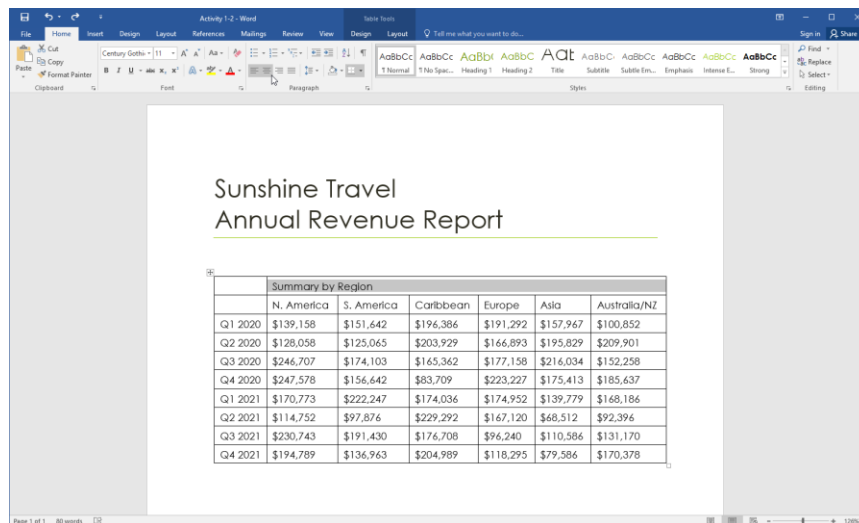 Activity 1-2 - Word
Table Tools
File Home Insert Design Layout References Mailings Review View Design Layout Tell me what you want to do... Sign in Share
Paste
Cut
Copy
Format Painter
Clipboard
Century Gothi 11 A A Aa
B I U abc x₂ x² A A
Font
Paragraph
AaBbCc AaBbCc AaBbC AaBbC AaB AaBbC AaBbCc AaBbCc AaBbCc AaBbCc
¶ Normal ¶ No Spac... Heading 1 Heading 2 Title Subtitle Subtle Em... Emphasis Intense E... Strong
Styles
Find
Replace
Select
Editing
Sunshine Travel
Annual Revenue Report
Summary by Region
N. America S. America Caribbean Europe Asia Australia/NZ
Q1 2020 $139,158 $151,642 $196,386 $191,292 $157,967 $100,852
Q2 2020 $128,058 $125,065 $203,929 $166,893 $195,829 $209,901
Q3 2020 $246,707 $174,103 $165,362 $177,158 $216,034 $152,258
Q4 2020 $247,578 $156,642 $83,709 $223,227 $175,413 $185,637
Q1 2021 $170,773 $222,247 $174,036 $174,952 $139,779 $168,186
Q2 2021 $114,752 $97,876 $229,292 $167,120 $68,512 $92,396
Q3 2021 $230,743 $191,430 $176,708 $96,240 $110,586 $131,170
Q4 2021 $194,789 $136,963 $204,989 $118,295 $79,586 $170,378
Page 1 of 1 80 words 126%